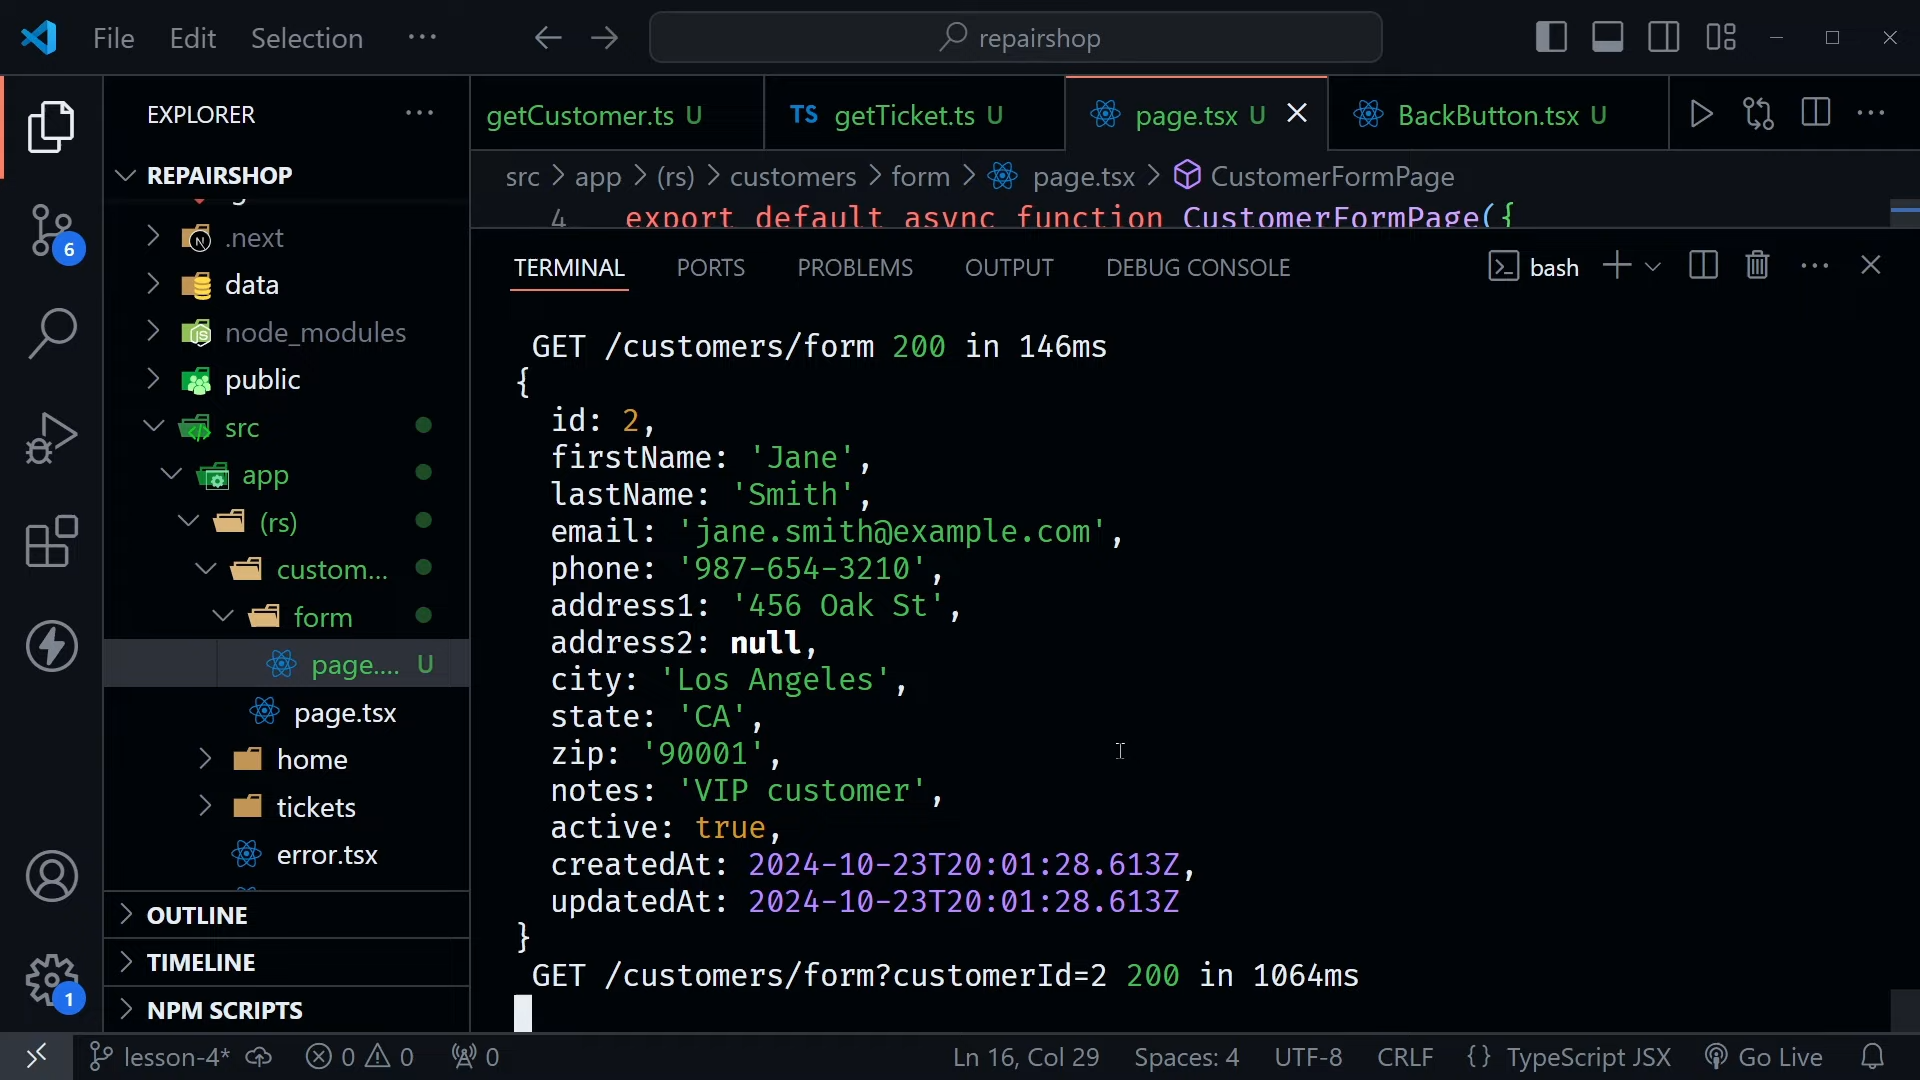 File Edit Selection ··· repairshop
EXPLORER ···
getCustomer.ts U
TS getTicket.ts U
page.tsx U
BackButton.tsx U
REPAIRSHOP
src > app > (rs) > customers > form > page.tsx > CustomerFormPage
4 export default async function CustomerFormPage({
.next
data
node_modules
public
src
app
(rs)
custom...
form
page.... U
page.tsx
home
tickets
error.tsx
OUTLINE
TIMELINE
NPM SCRIPTS
6
1
TERMINAL PORTS PROBLEMS OUTPUT DEBUG CONSOLE bash
GET /customers/form 200 in 146ms
{
id: 2,
firstName: 'Jane',
lastName: 'Smith',
email: 'jane.smith@example.com',
phone: '987-654-3210',
address1: '456 Oak St',
address2: null,
city: 'Los Angeles',
state: 'CA',
zip: '90001',
notes: 'VIP customer',
active: true,
createdAt: 2024-10-23T20:01:28.613Z,
updatedAt: 2024-10-23T20:01:28.613Z
}
GET /customers/form?customerId=2 200 in 1064ms
lesson-4* 0 0 0 Ln 16, Col 29 Spaces: 4 UTF-8 CRLF {} TypeScript JSX Go Live